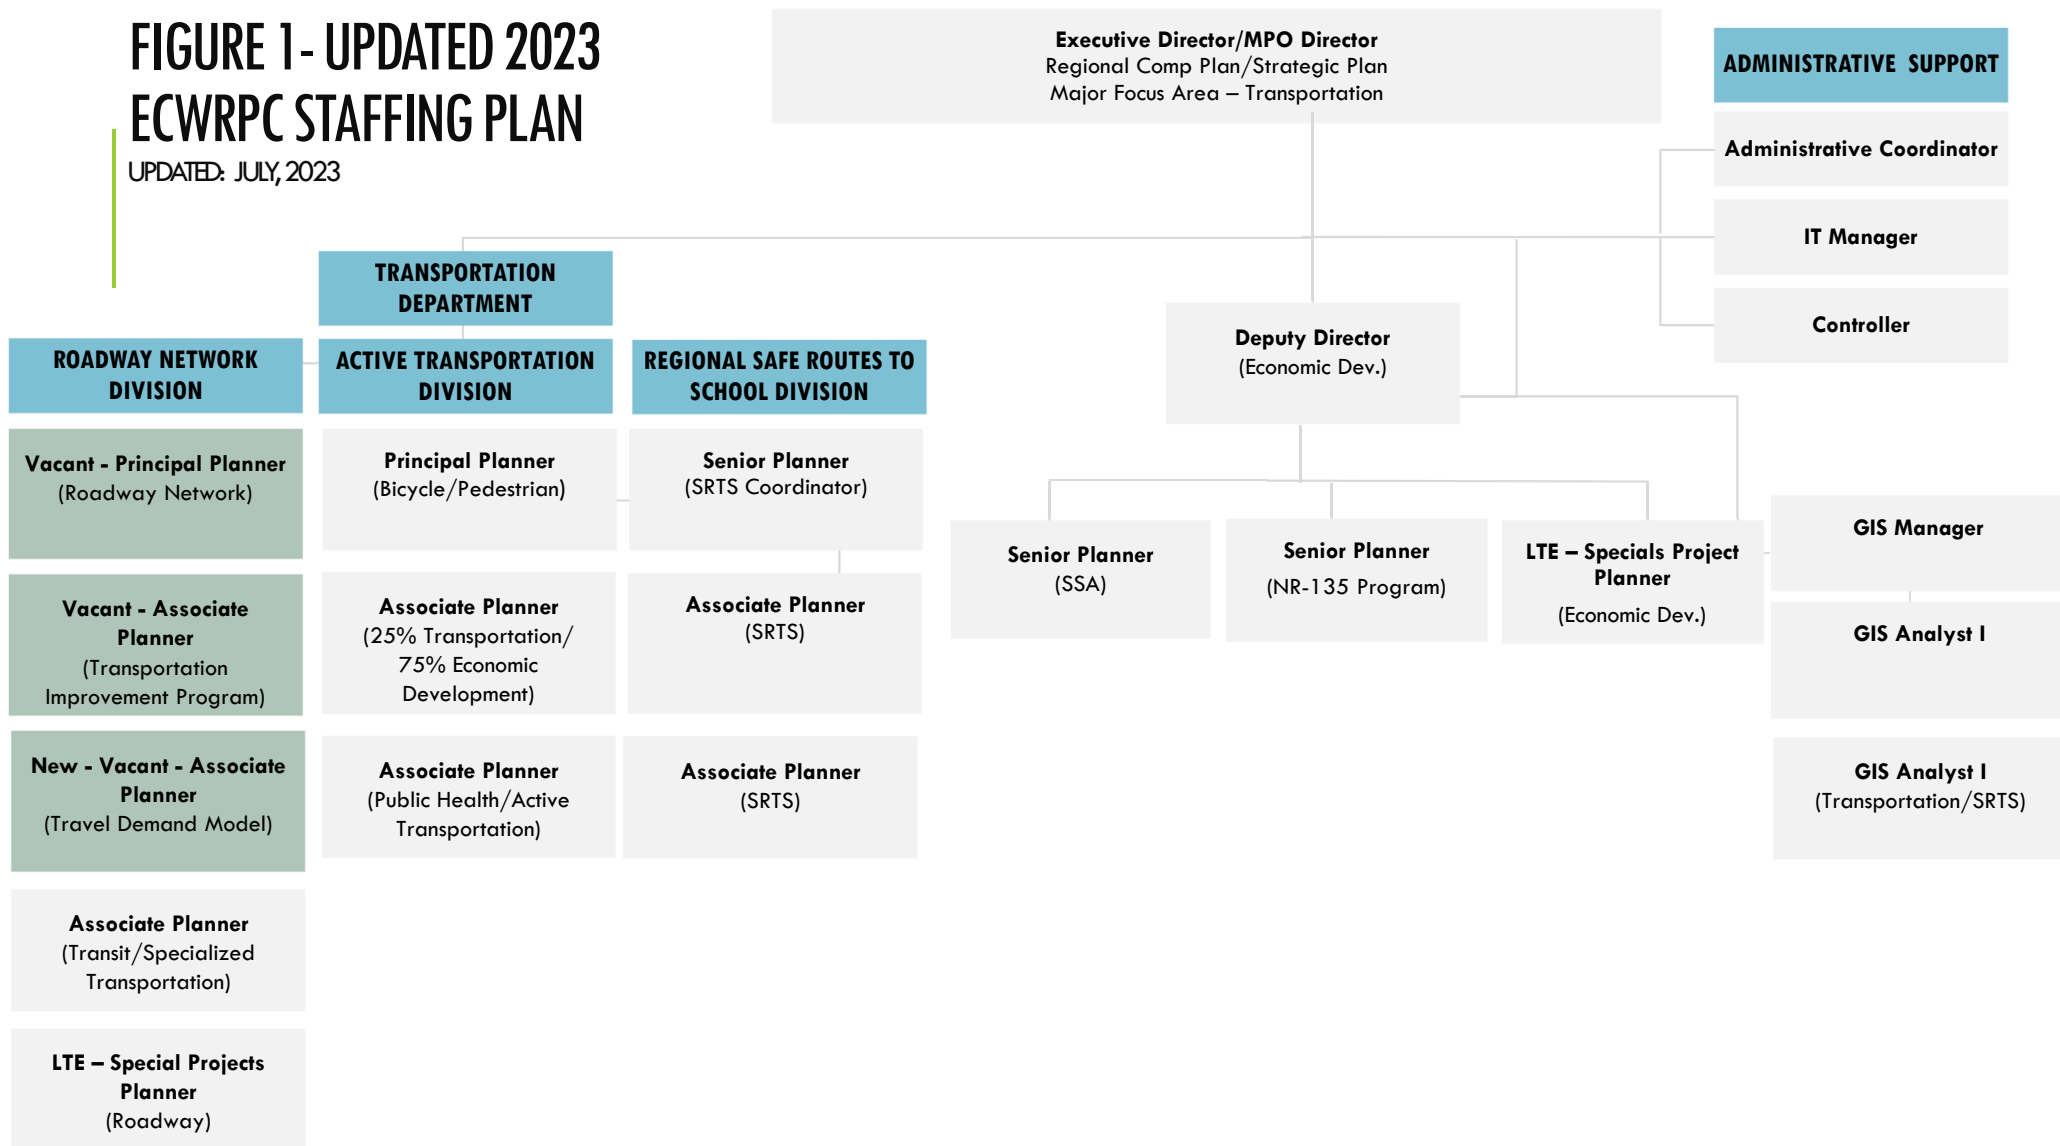 FIGURE 1- UPDATED 2023
ECWRPC STAFFING PLAN
UPDATED: JULY, 2023
Executive Director/MPO Director
Regional Comp Plan/Strategic Plan
Major Focus Area – Transportation
ADMINISTRATIVE SUPPORT
Administrative Coordinator
IT Manager
Controller
TRANSPORTATION
DEPARTMENT
ROADWAY NETWORK
DIVISION
Vacant - Principal Planner
(Roadway Network)
Vacant - Associate
Planner
(Transportation
Improvement Program)
New - Vacant - Associate
Planner
(Travel Demand Model)
Associate Planner
(Transit/Specialized
Transportation)
LTE – Special Projects
Planner
(Roadway)
ACTIVE TRANSPORTATION
DIVISION
Principal Planner
(Bicycle/Pedestrian)
Associate Planner
(25% Transportation/
75% Economic
Development)
Associate Planner
(Public Health/Active
Transportation)
REGIONAL SAFE ROUTES TO
SCHOOL DIVISION
Senior Planner
(SRTS Coordinator)
Associate Planner
(SRTS)
Associate Planner
(SRTS)
Deputy Director
(Economic Dev.)
Senior Planner
(SSA)
Senior Planner
(NR-135 Program)
LTE – Specials Project
Planner
(Economic Dev.)
GIS Manager
GIS Analyst I
GIS Analyst I
(Transportation/SRTS)